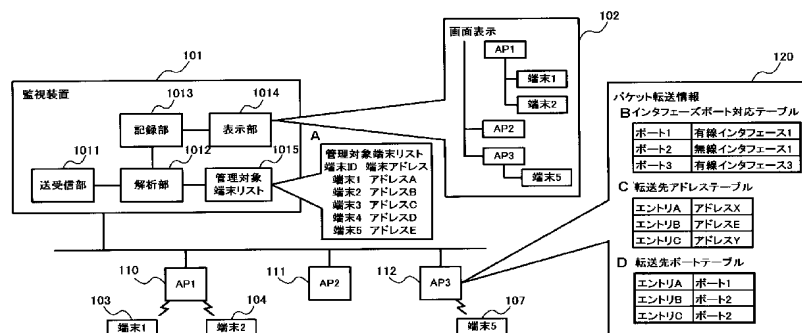 101
監視装置
1013
記録部
1014
表示部
1011
送受信部
1012
解析部
1015
管理対象
端末リスト
A
管理対象端末リスト
端末ID 端末アドレス
端末1 アドレスA
端末2 アドレスB
端末3 アドレスC
端末4 アドレスD
端末5 アドレスE
102
画面表示
AP1
端末1
端末2
AP2
AP3
端末5
120
パケット転送情報
B インタフェーズポート対応テーブル
ポート1 有線インタフェース1
ポート2 無線インタフェース1
ポート3 有線インタフェース3
C 転送先アドレステーブル
エントリA アドレスX
エントリB アドレスE
エントリC アドレスY
D 転送先ポートテーブル
エントリA ポート1
エントリB ポート2
エントリC ポート2
110
AP1
111
AP2
112
AP3
103
端末1
104
端末2
107
端末5